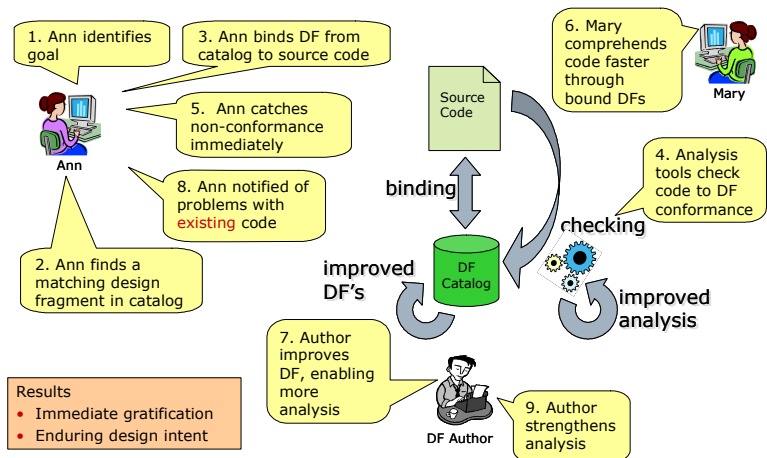 1. Ann identifies
goal
3. Ann binds DF from
catalog to source code
6. Mary
comprehends
code faster
through
bound DFs
Mary
Source
Code
5. Ann catches
non-conformance
immediately
Ann
4. Analysis
tools check
code to DF
conformance
8. Ann notified of
problems with
existing code
binding
checking
2. Ann finds a
matching design
fragment in catalog
DF
Catalog
improved
DF's
improved
analysis
7. Author
improves
DF, enabling
more
analysis
Results
• Immediate gratification
• Enduring design intent
9. Author
strengthens
analysis
DF Author